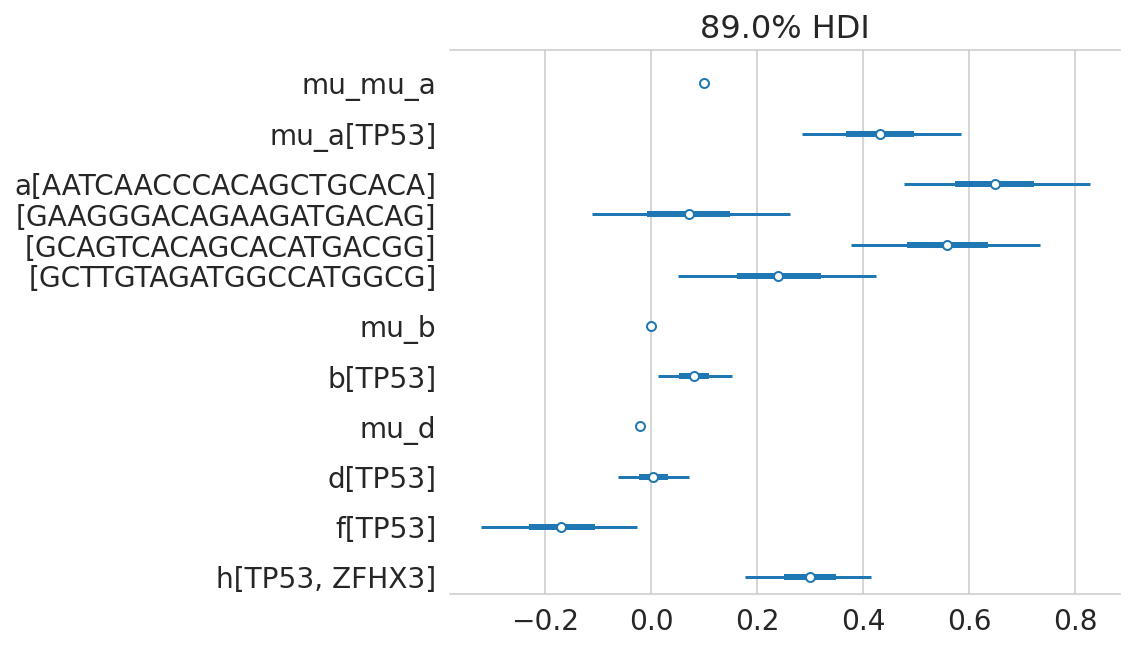 89.0% HDI
mu_mu_a
mu_a[TP53]
a[AATCAACCCACAGCTGCACA]
[GAAGGGACAGAAGATGACAG]
[GCAGTCACAGCACATGACGG]
[GCTTGTAGATGGCCATGGCG]
mu_b
b[TP53]
mu_d
d[TP53]
f[TP53]
h[TP53, ZFHX3]
−0.2 0.0 0.2 0.4 0.6 0.8